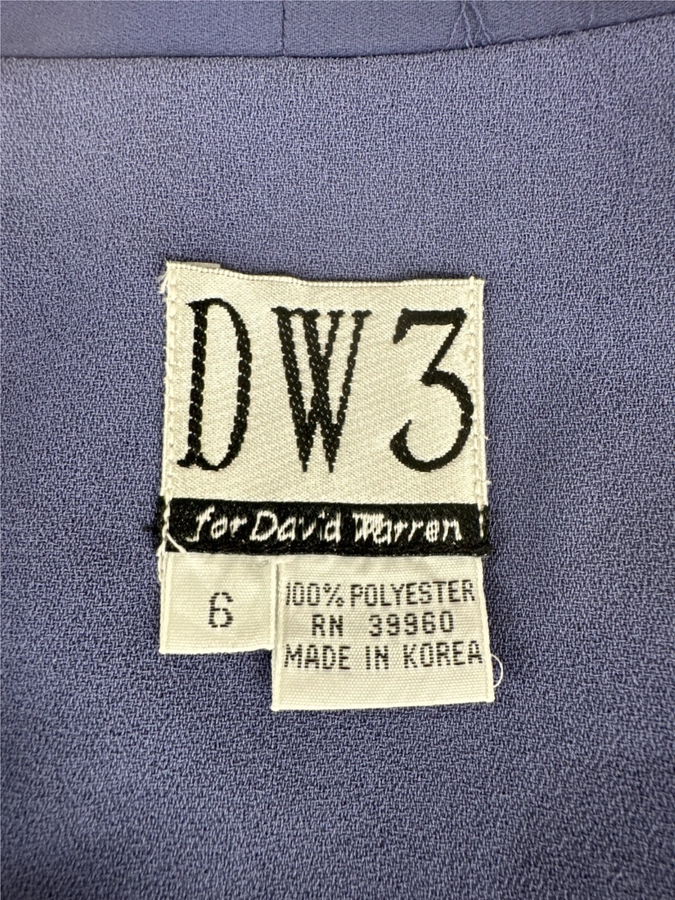 DW3
for David Warren
6
100% POLYESTER
RN 39960
MADE IN KOREA